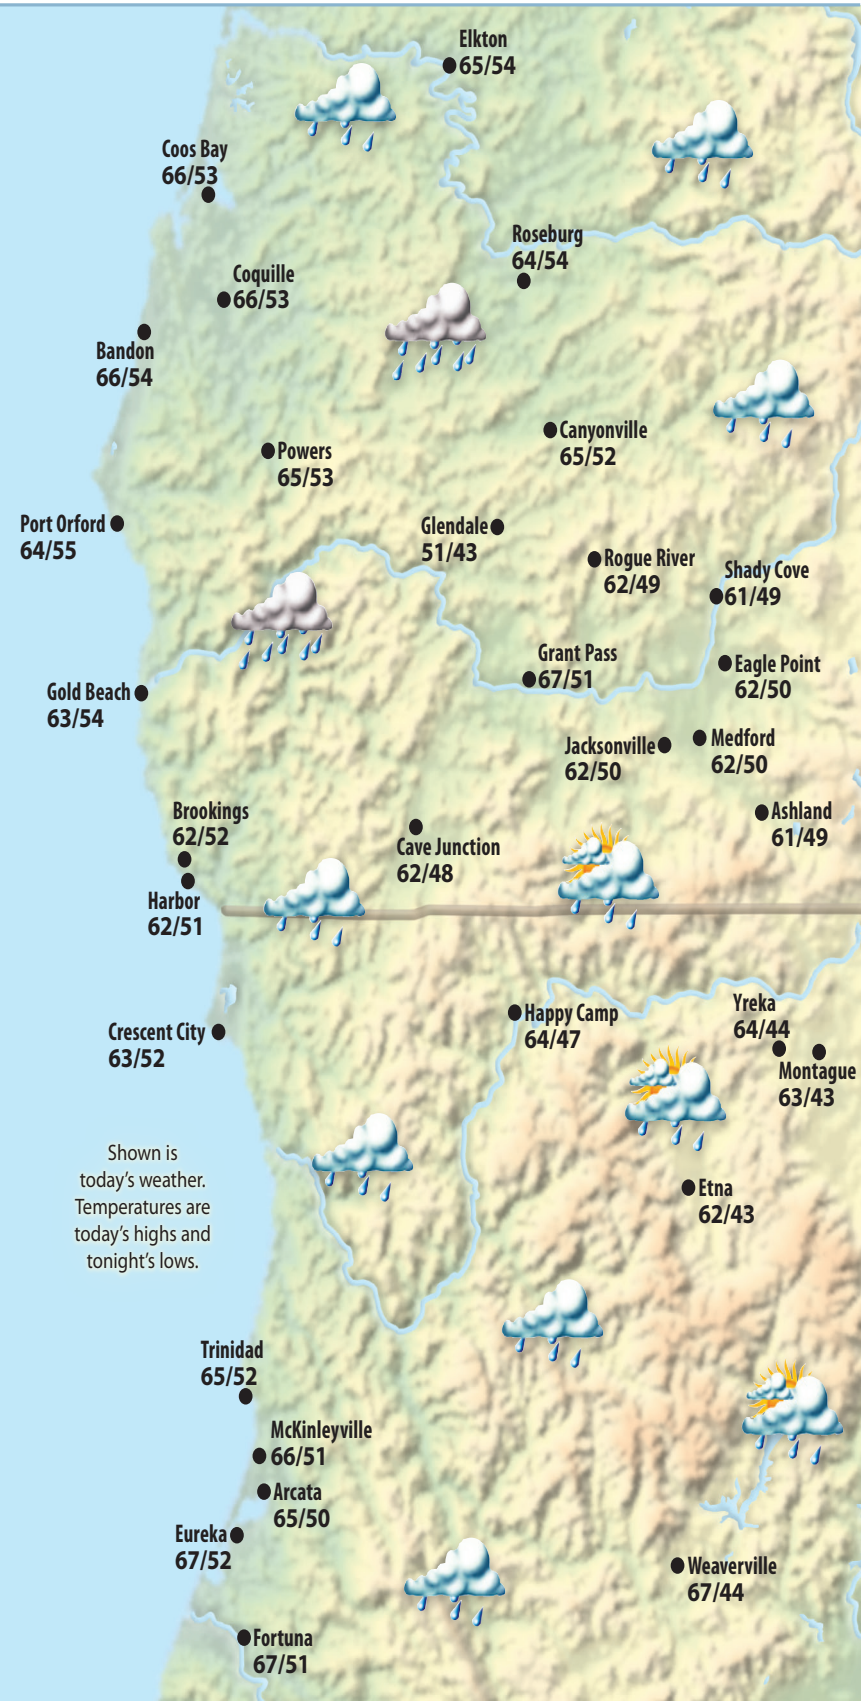 Elkton
65/54
Coos Bay
66/53
Roseburg
64/54
Coquille
66/53
Bandon
66/54
Canyonville
65/52
Powers
65/53
Port Orford
64/55
Glendale
51/43
Rogue River
62/49
Shady Cove
61/49
Grant Pass
67/51
Eagle Point
62/50
Gold Beach
63/54
Jacksonville
62/50
Medford
62/50
Brookings
62/52
Ashland
61/49
Cave Junction
62/48
Harbor
62/51
Happy Camp
64/47
Yreka
64/44
Crescent City
63/52
Montague
63/43
Shown is
today's weather.
Temperatures are
today's highs and
tonight's lows.
Etna
62/43
Trinidad
65/52
McKinleyville
66/51
Arcata
65/50
Eureka
67/52
Weaverville
67/44
Fortuna
67/51